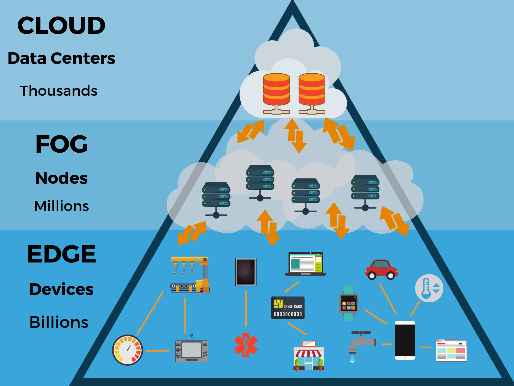 CLOUD
Data Centers
Thousands
FOG
Nodes
Millions
EDGE
Devices
Billions